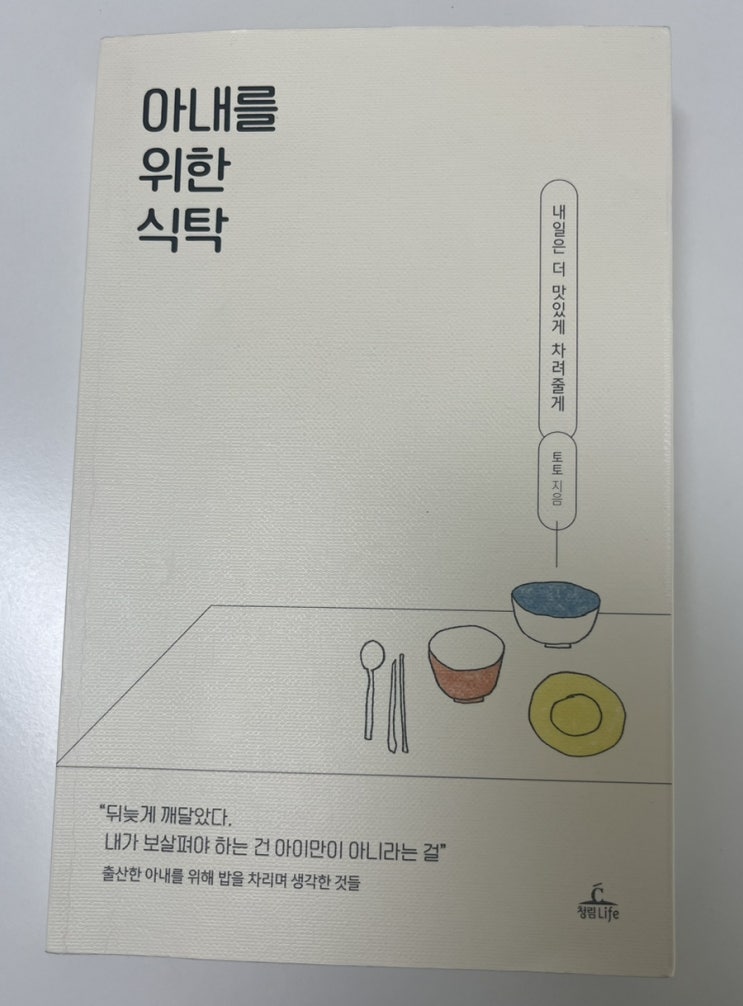 아내를
위한
식탁
내일은 더 맛있게 차려줄게
토토 지음
“뒤늦게 깨달았다.
내가 보살펴야 하는 건 아이만이 아니라는 걸”
출산한 아내를 위해 밥을 차리며 생각한 것들
청림Life